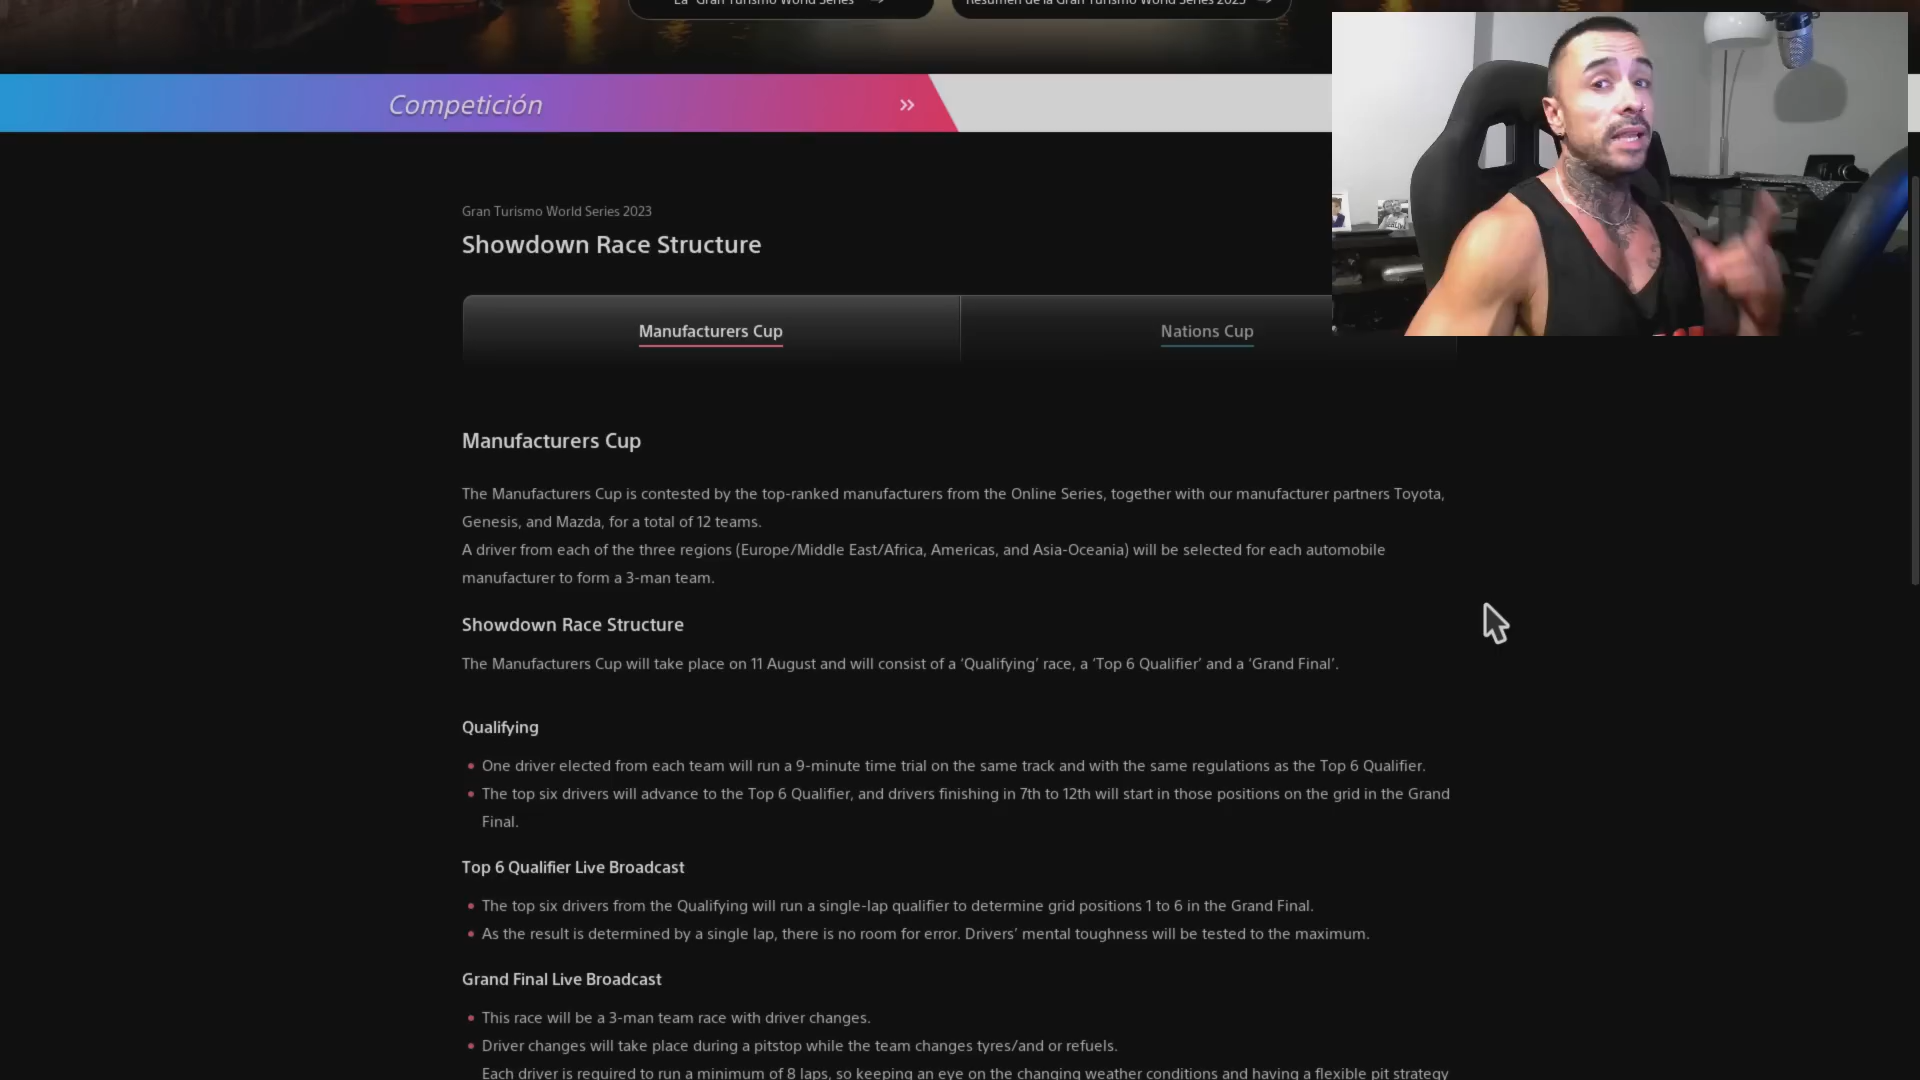 La "Gran Turismo World Series"
Resumen de la Gran Turismo World Series 2023
Competición
Gran Turismo World Series 2023
Showdown Race Structure
Manufacturers Cup
Nations Cup
Manufacturers Cup
The Manufacturers Cup is contested by the top-ranked manufacturers from the Online Series, together with our manufacturer partners Toyota,
Genesis, and Mazda, for a total of 12 teams.
A driver from each of the three regions (Europe/Middle East/Africa, Americas, and Asia-Oceania) will be selected for each automobile
manufacturer to form a 3-man team.
Showdown Race Structure
The Manufacturers Cup will take place on 11 August and will consist of a ‘Qualifying’ race, a ‘Top 6 Qualifier’ and a ‘Grand Final’.
Qualifying
• One driver elected from each team will run a 9-minute time trial on the same track and with the same regulations as the Top 6 Qualifier.
• The top six drivers will advance to the Top 6 Qualifier, and drivers finishing in 7th to 12th will start in those positions on the grid in the Grand
Final.
Top 6 Qualifier Live Broadcast
• The top six drivers from the Qualifying will run a single-lap qualifier to determine grid positions 1 to 6 in the Grand Final.
• As the result is determined by a single lap, there is no room for error. Drivers’ mental toughness will be tested to the maximum.
Grand Final Live Broadcast
• This race will be a 3-man team race with driver changes.
• Driver changes will take place during a pitstop while the team changes tyres/and or refuels.
Each driver is required to run a minimum of 8 laps, so keeping an eye on the changing weather conditions and having a flexible pit strategy